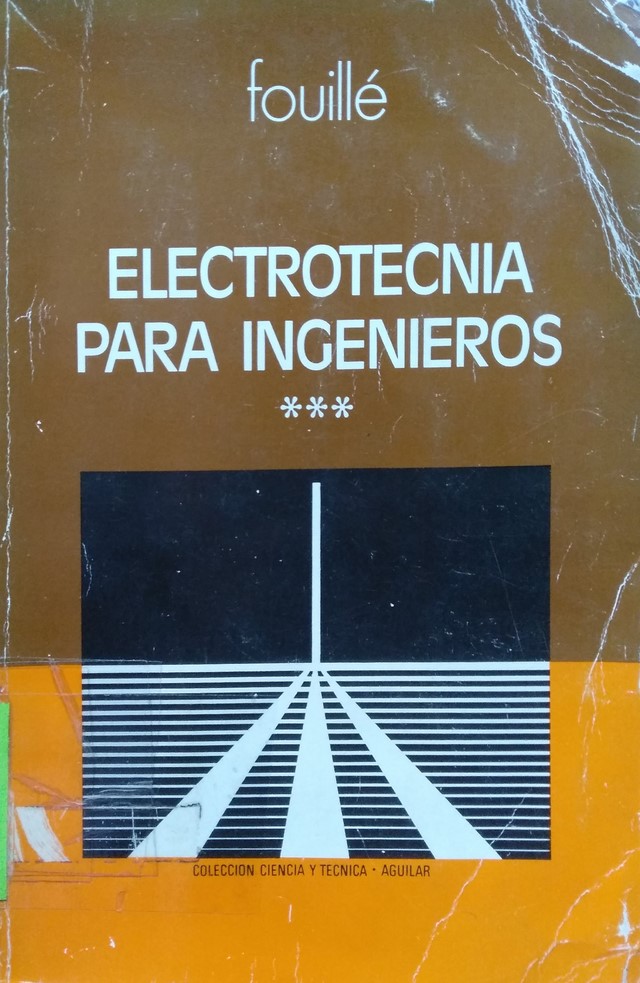 fouillé
ELECTROTECNIA
PARA INGENIEROS
***
COLECCION CIENCIA Y TECNICA · AGUILAR